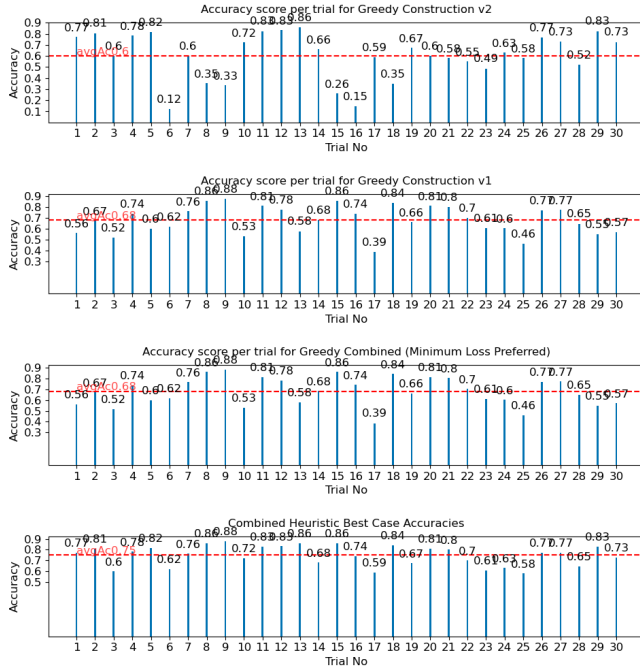 Accuracy score per trial for Greedy Construction v2
Accuracy
0.9
0.8
0.7
0.6
0.5
0.4
0.3
0.2
0.1
avgAc0.6
0.77 0.81 0.6 0.78 0.82 0.12 0.6 0.35 0.33 0.72 0.83 0.83 0.86 0.66 0.26 0.15 0.59 0.35 0.67 0.6 0.58 0.55 0.49 0.63 0.58 0.77 0.73 0.52 0.83 0.73
1 2 3 4 5 6 7 8 9 10 11 12 13 14 15 16 17 18 19 20 21 22 23 24 25 26 27 28 29 30
Trial No
Accuracy score per trial for Greedy Construction v1
Accuracy
0.9
0.8
0.7
0.6
0.5
0.4
0.3
avgAc0.68
0.56 0.67 0.52 0.74 0.6 0.62 0.76 0.86 0.88 0.53 0.81 0.78 0.58 0.68 0.86 0.74 0.39 0.84 0.66 0.81 0.8 0.7 0.61 0.6 0.46 0.77 0.77 0.65 0.55 0.57
1 2 3 4 5 6 7 8 9 10 11 12 13 14 15 16 17 18 19 20 21 22 23 24 25 26 27 28 29 30
Trial No
Accuracy score per trial for Greedy Combined (Minimum Loss Preferred)
Accuracy
0.9
0.8
0.7
0.6
0.5
0.4
0.3
avgAc0.68
0.56 0.67 0.52 0.74 0.6 0.62 0.76 0.86 0.88 0.53 0.81 0.78 0.58 0.68 0.86 0.74 0.39 0.84 0.66 0.81 0.8 0.7 0.61 0.6 0.46 0.77 0.77 0.65 0.55 0.57
1 2 3 4 5 6 7 8 9 10 11 12 13 14 15 16 17 18 19 20 21 22 23 24 25 26 27 28 29 30
Trial No
Combined Heuristic Best Case Accuracies
Accuracy
0.9
0.8
0.7
0.6
0.5
avgAc0.75
0.77 0.81 0.6 0.78 0.82 0.62 0.76 0.86 0.88 0.72 0.83 0.83 0.86 0.68 0.86 0.74 0.59 0.84 0.67 0.81 0.8 0.7 0.61 0.63 0.58 0.77 0.77 0.65 0.83 0.73
1 2 3 4 5 6 7 8 9 10 11 12 13 14 15 16 17 18 19 20 21 22 23 24 25 26 27 28 29 30
Trial No